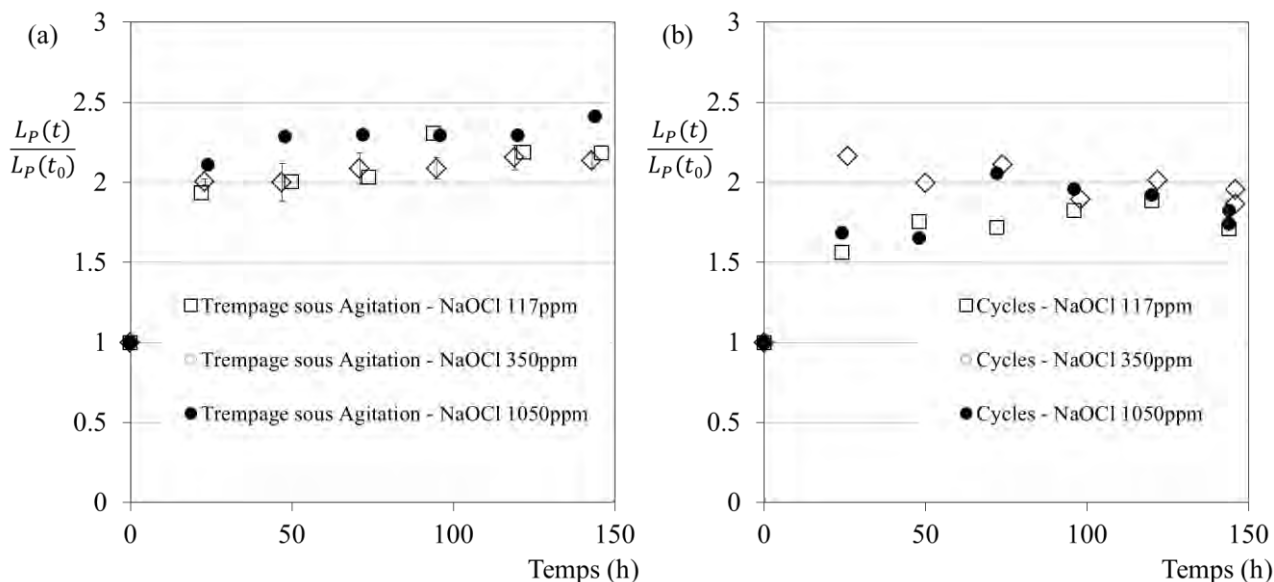 (a)
3
2.5
L_P(t)
L_P(t_0)
2
1.5
1
0.5
0
□ Trempage sous Agitation - NaOCl 117ppm
Trempage sous Agitation - NaOCl 350ppm
● Trempage sous Agitation - NaOCl 1050ppm
0 50 100 150
Temps (h)
(b)
3
2.5
L_P(t)
L_P(t_0)
2
1.5
1
0.5
0
□ Cycles - NaOCl 117ppm
Cycles - NaOCl 350ppm
● Cycles - NaOCl 1050ppm
0 50 100 150
Temps (h)